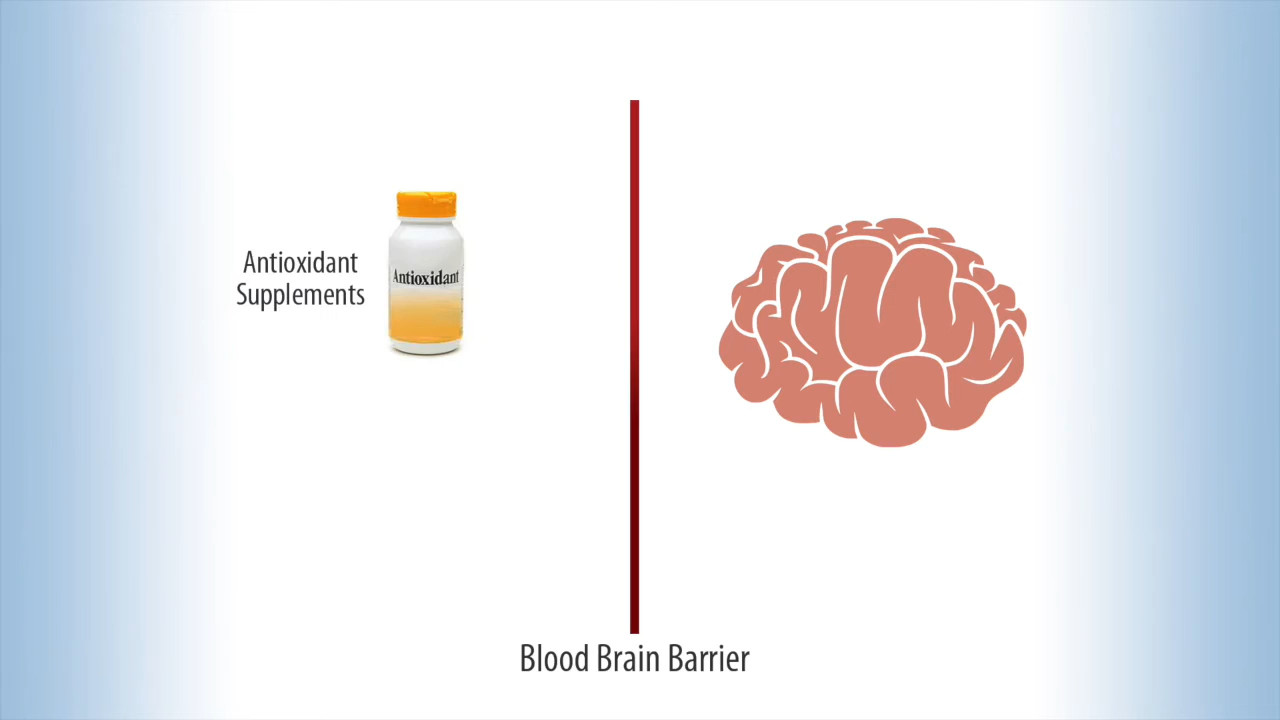 Antioxidant
Supplements
Antioxidant
Blood Brain Barrier